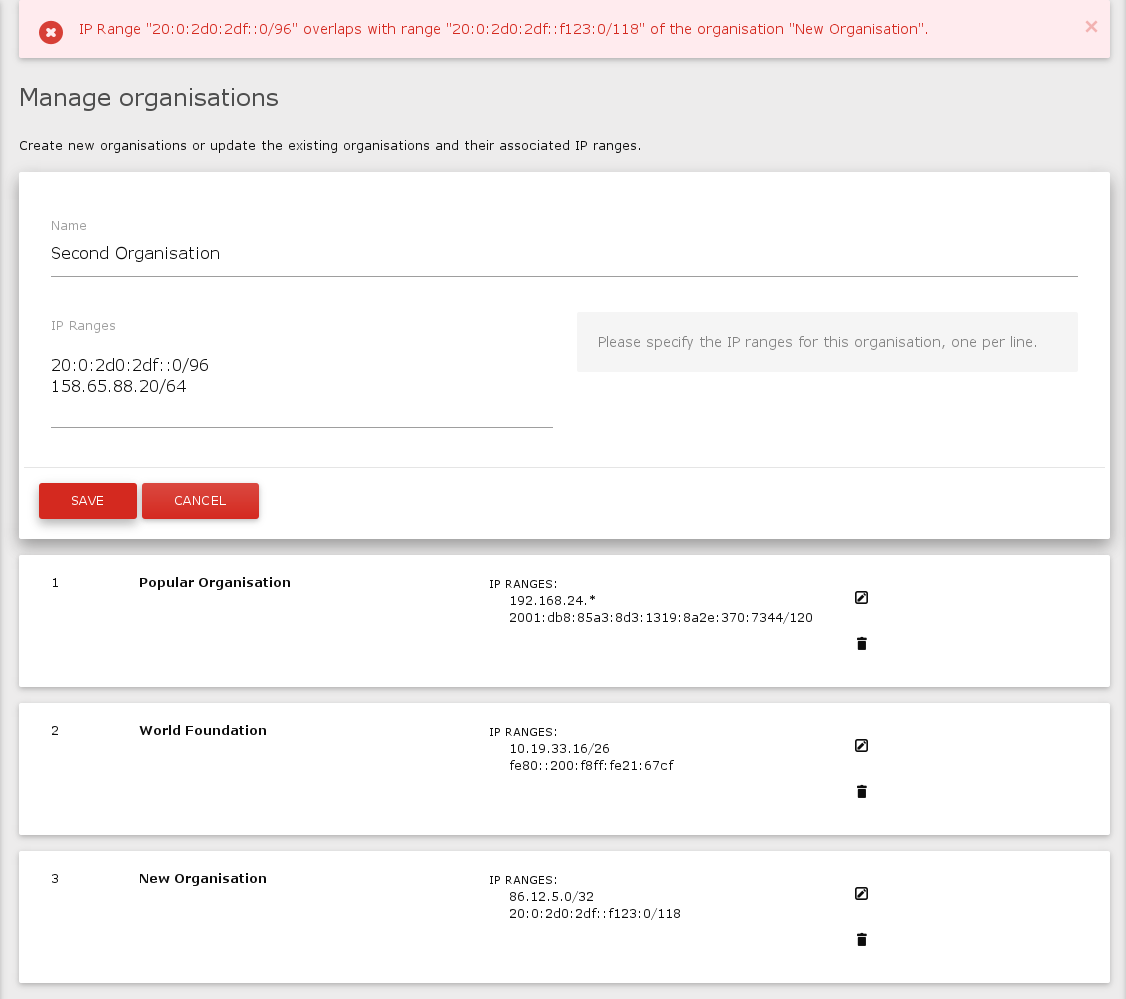 IP Range "20:0:2d0:2df::0/96" overlaps with range "20:0:2d0:2df::f123:0/118" of the organisation "New Organisation".
Manage organisations
Create new organisations or update the existing organisations and their associated IP ranges.
Name
Second Organisation
IP Ranges
Please specify the IP ranges for this organisation, one per line.
20:0:2d0:2df::0/96
158.65.88.20/64
SAVE
CANCEL
1
Popular Organisation
IP RANGES:
192.168.24.*
2001:db8:85a3:8d3:1319:8a2e:370:7344/120
2
World Foundation
IP RANGES:
10.19.33.16/26
fe80::200:f8ff:fe21:67cf
3
New Organisation
IP RANGES:
86.12.5.0/32
20:0:2d0:2df::f123:0/118